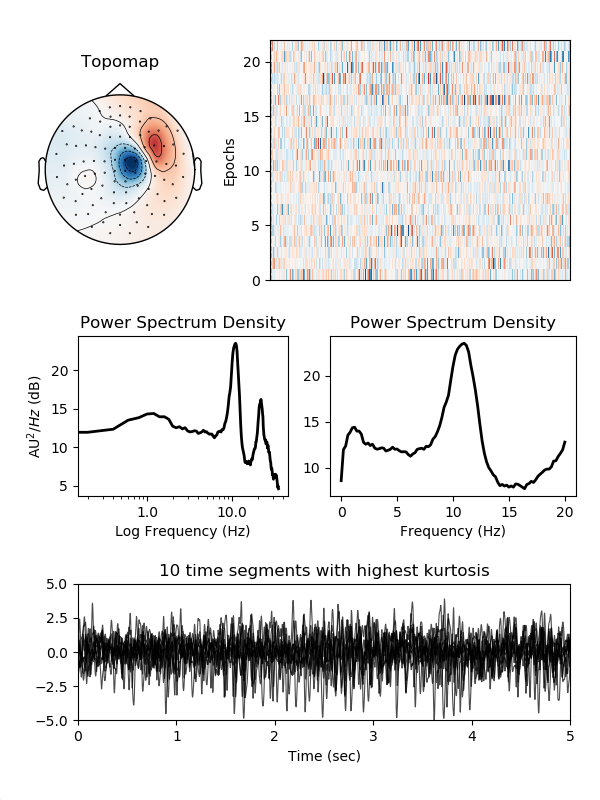 Topomap
Epochs
20
15
10
5
0
Power Spectrum Density
Power Spectrum Density
AU²/Hz (dB)
20
15
10
5
1.0 10.0
Log Frequency (Hz)
20
15
10
0 5 10 15 20
Frequency (Hz)
10 time segments with highest kurtosis
5.0
2.5
0.0
−2.5
−5.0
0 1 2 3 4 5
Time (sec)